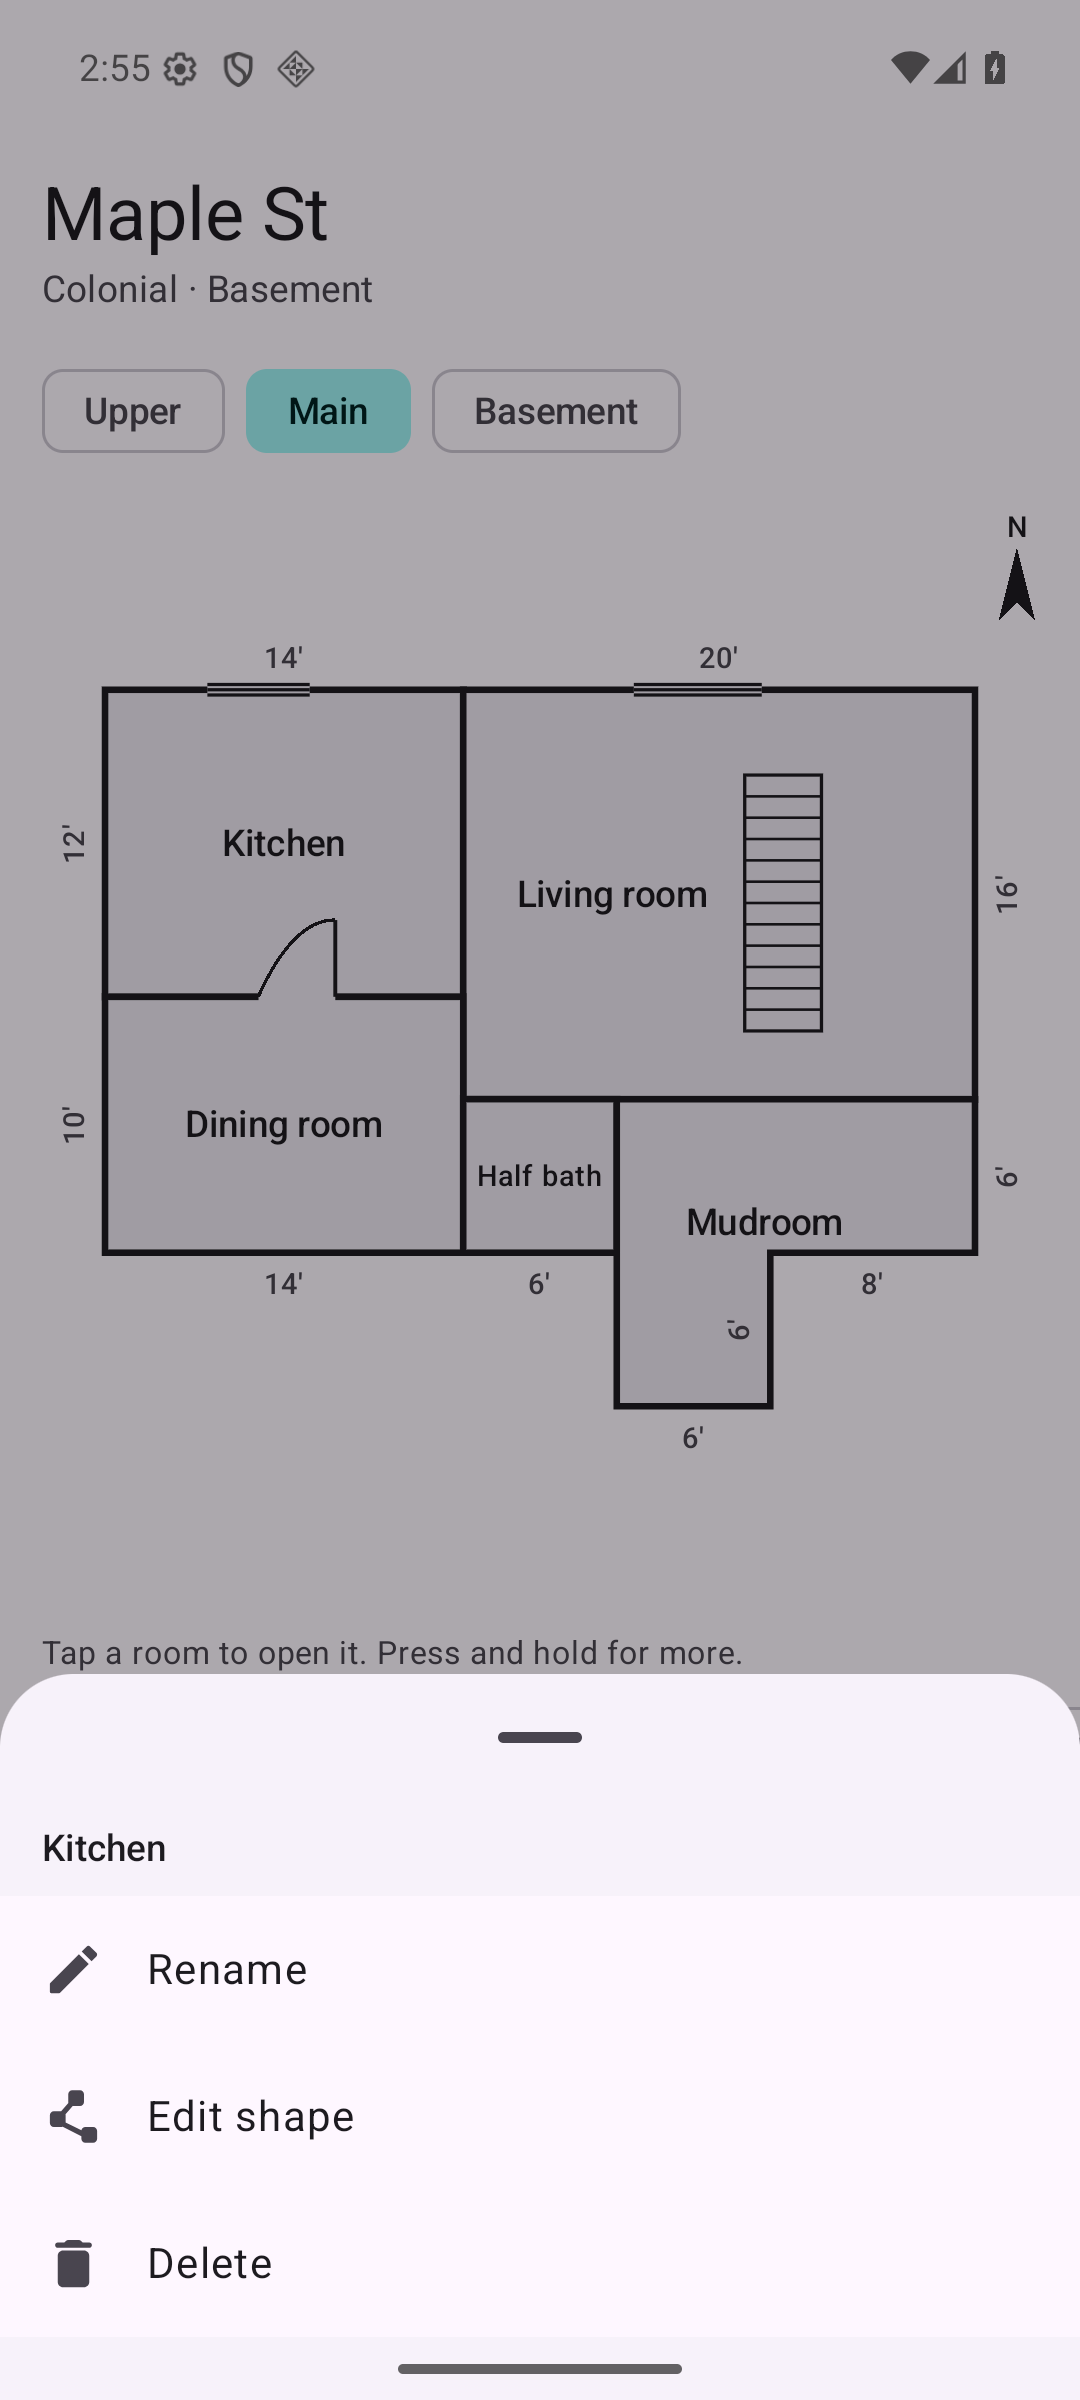 2:55
Maple St
Colonial · Basement
Upper Main Basement
N
14' 20'
12'
Kitchen
Living room
16'
10'
Dining room
Half bath
6'
Mudroom
14' 6' 8'
6'
6'
Tap a room to open it. Press and hold for more.
Kitchen
Rename
Edit shape
Delete